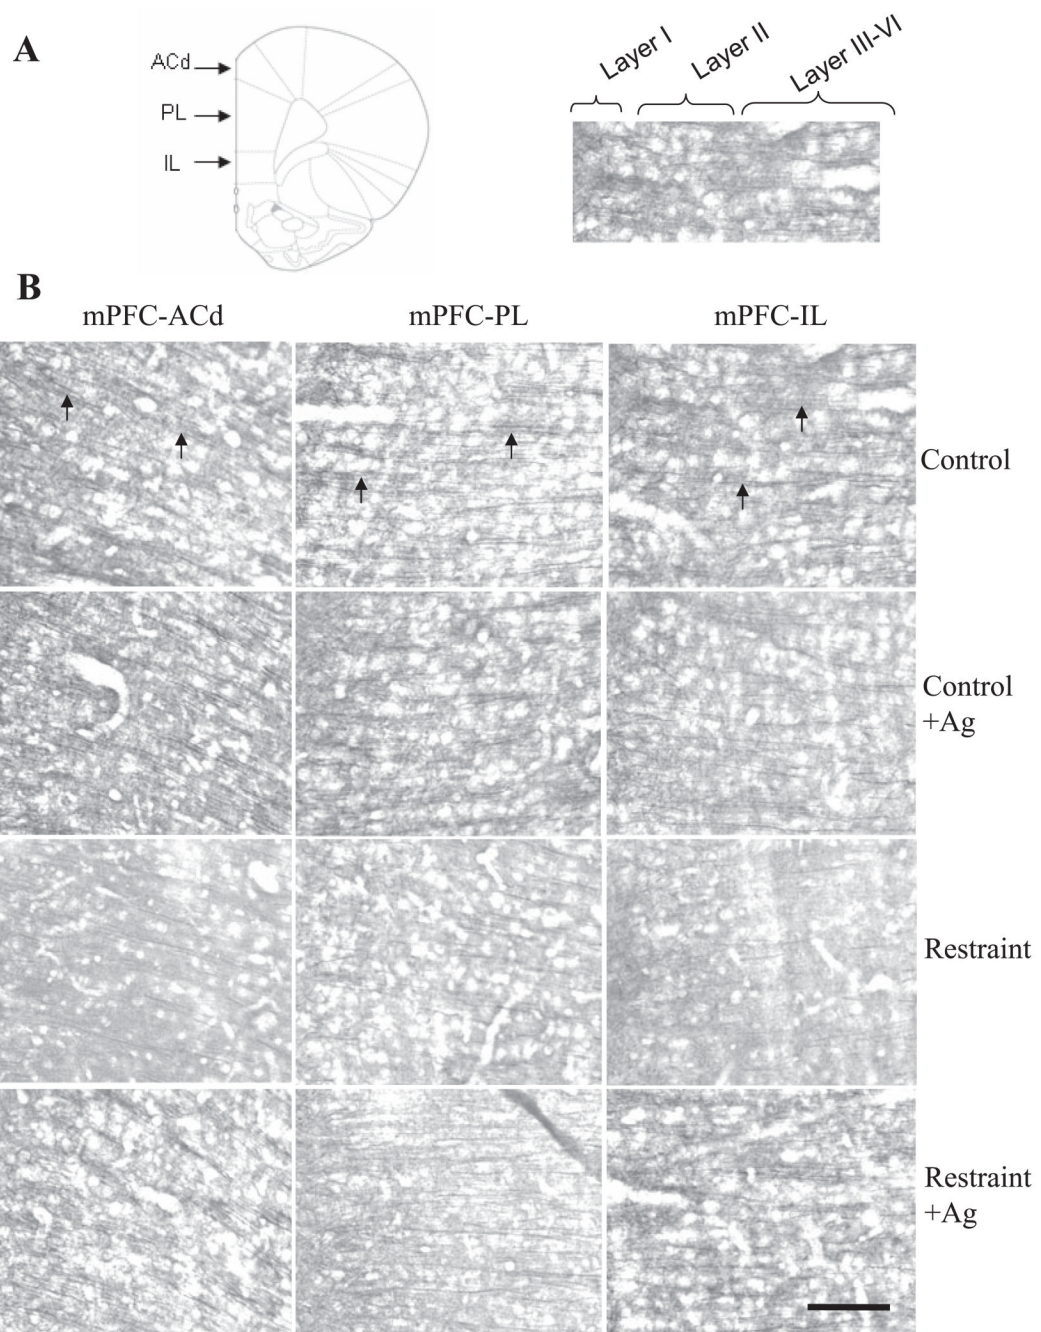 A
ACd
PL
IL
Layer I
Layer II
Layer III-VI
B
mPFC-ACd
mPFC-PL
mPFC-IL
Control
Control
+Ag
Restraint
Restraint
+Ag